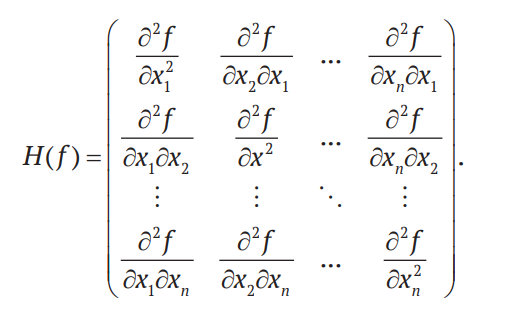 ∂²f/∂x₁² ∂²f/∂x₂∂x₁ ... ∂²f/∂xₙ∂x₁
H(f)= ∂²f/∂x₁∂x₂ ∂²f/∂x² ... ∂²f/∂xₙ∂x₂ .
⋮ ⋮ ⋱ ⋮
∂²f/∂x₁∂xₙ ∂²f/∂x₂∂xₙ ... ∂²f/∂xₙ²